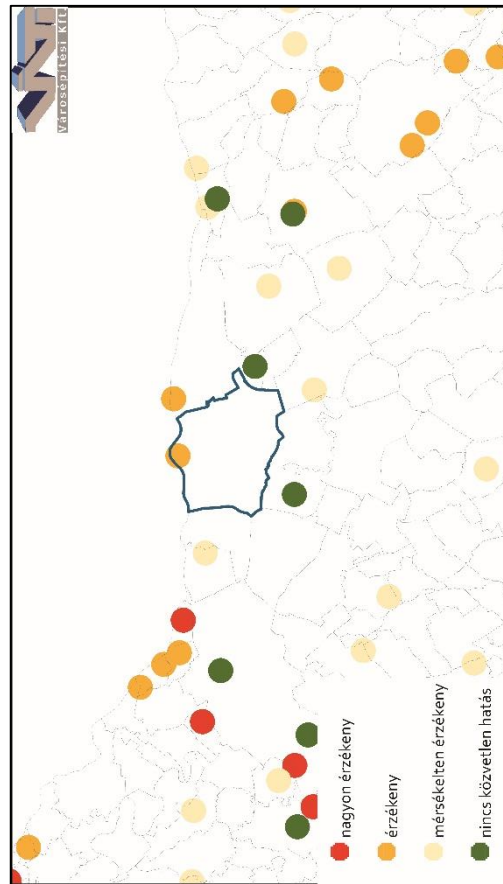 Városépítési Kft.
nagyon érzékeny
érzékeny
mérsékelten érzékeny
nincs közvetlen hatás